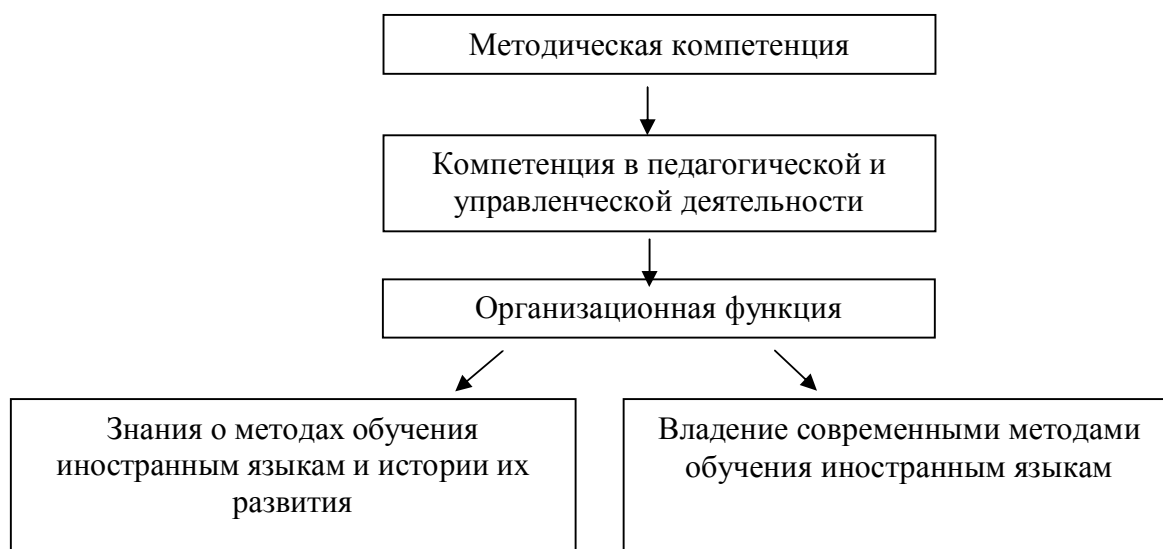 Методическая компетенция
Компетенция в педагогической и
управленческой деятельности
Организационная функция
Знания о методах обучения
иностранным языкам и истории их
развития
Владение современными методами
обучения иностранным языкам